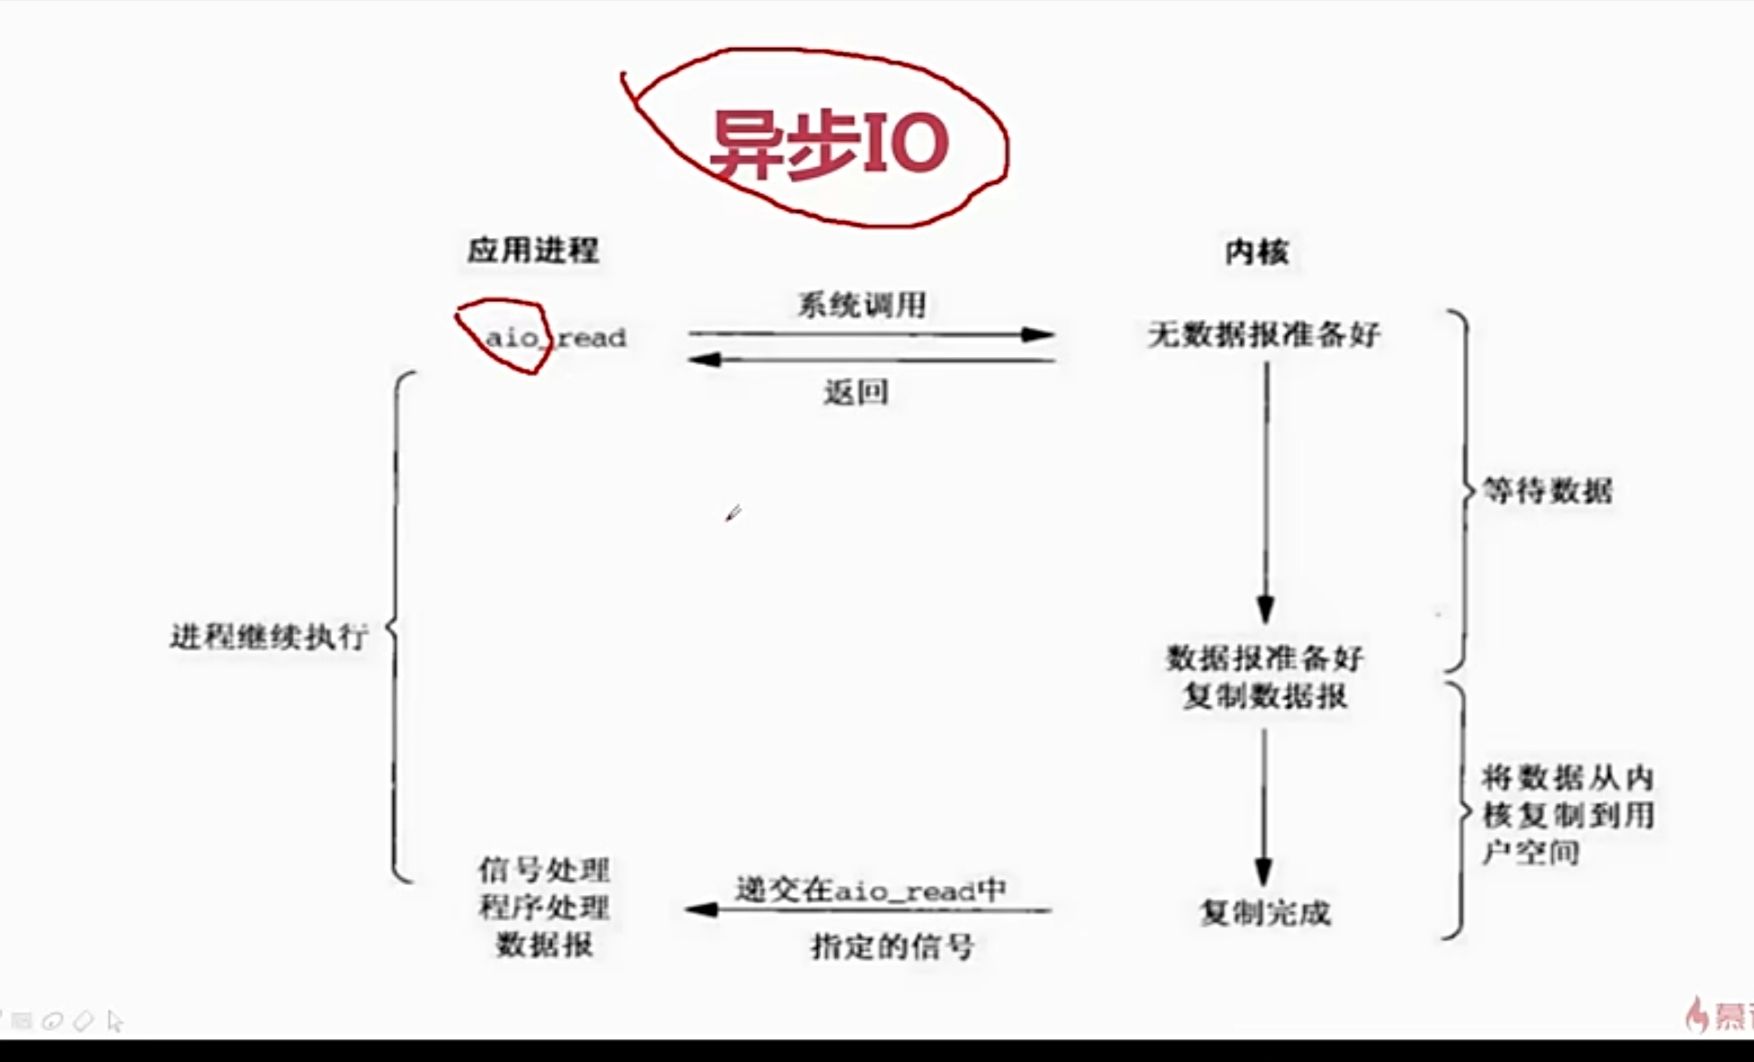 异步IO
应用进程
内核
系统调用
aio_read
无数据报准备好
返回
等待数据
进程继续执行
数据报准备好
复制数据报
将数据从内
核复制到用
户空间
信号处理
程序处理
数据报
递交在aio_read中
指定的信号
复制完成
慕